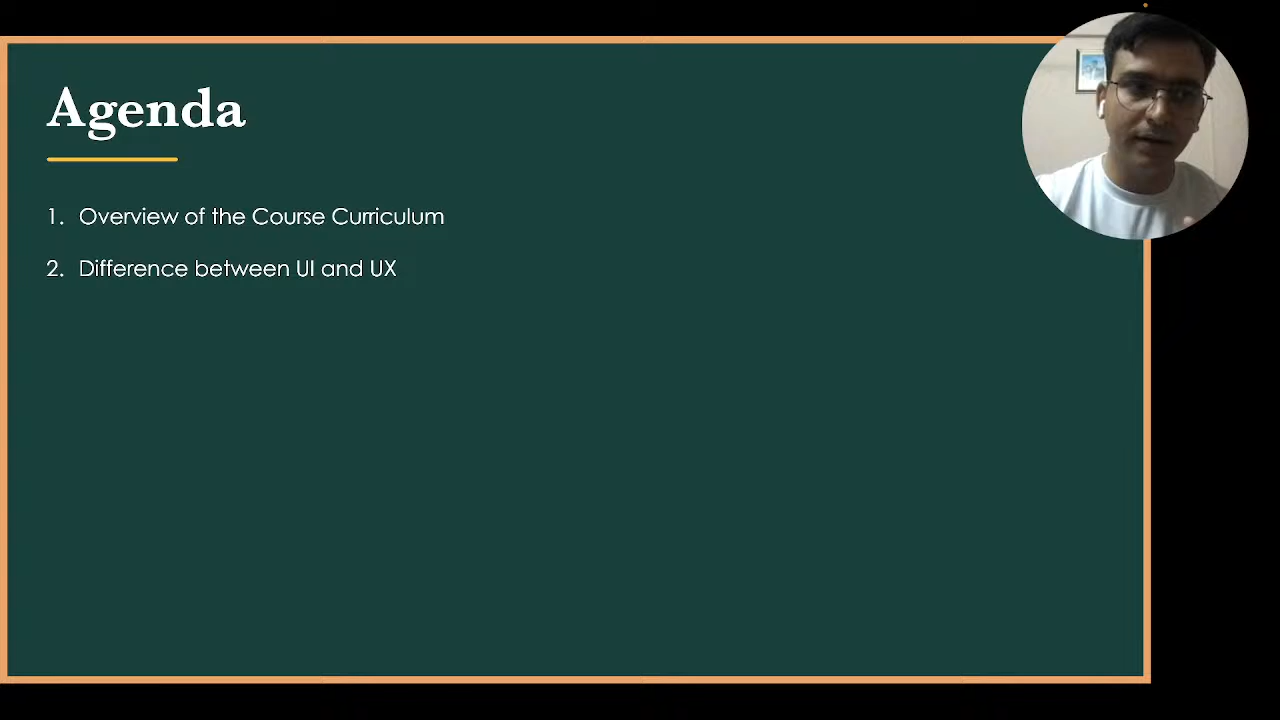 Agenda
1. Overview of the Course Curriculum
2. Difference between UI and UX